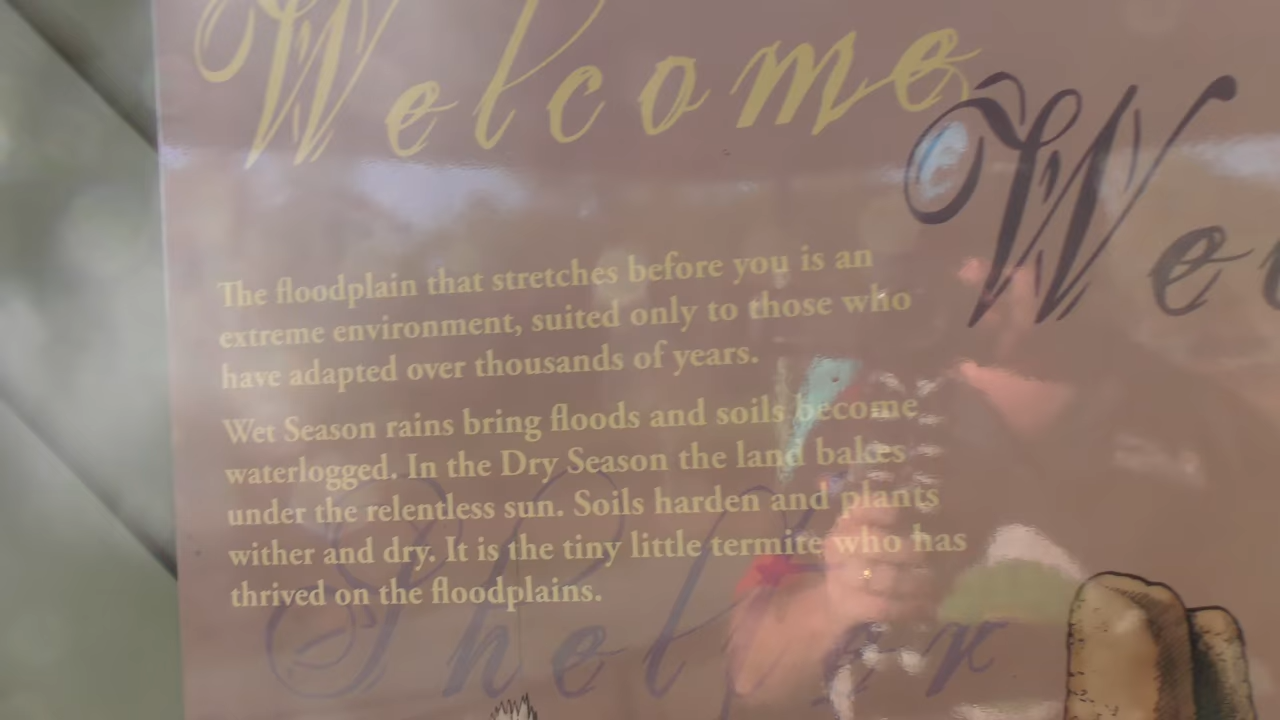 Welcome
We
The floodplain that stretches before you is an
extreme environment, suited only to those who
have adapted over thousands of years.
Wet Season rains bring floods and soils become
waterlogged. In the Dry Season the land bakes
under the relentless sun. Soils harden and plants
wither and dry. It is the tiny little termite who has
thrived on the floodplains.
Shelter